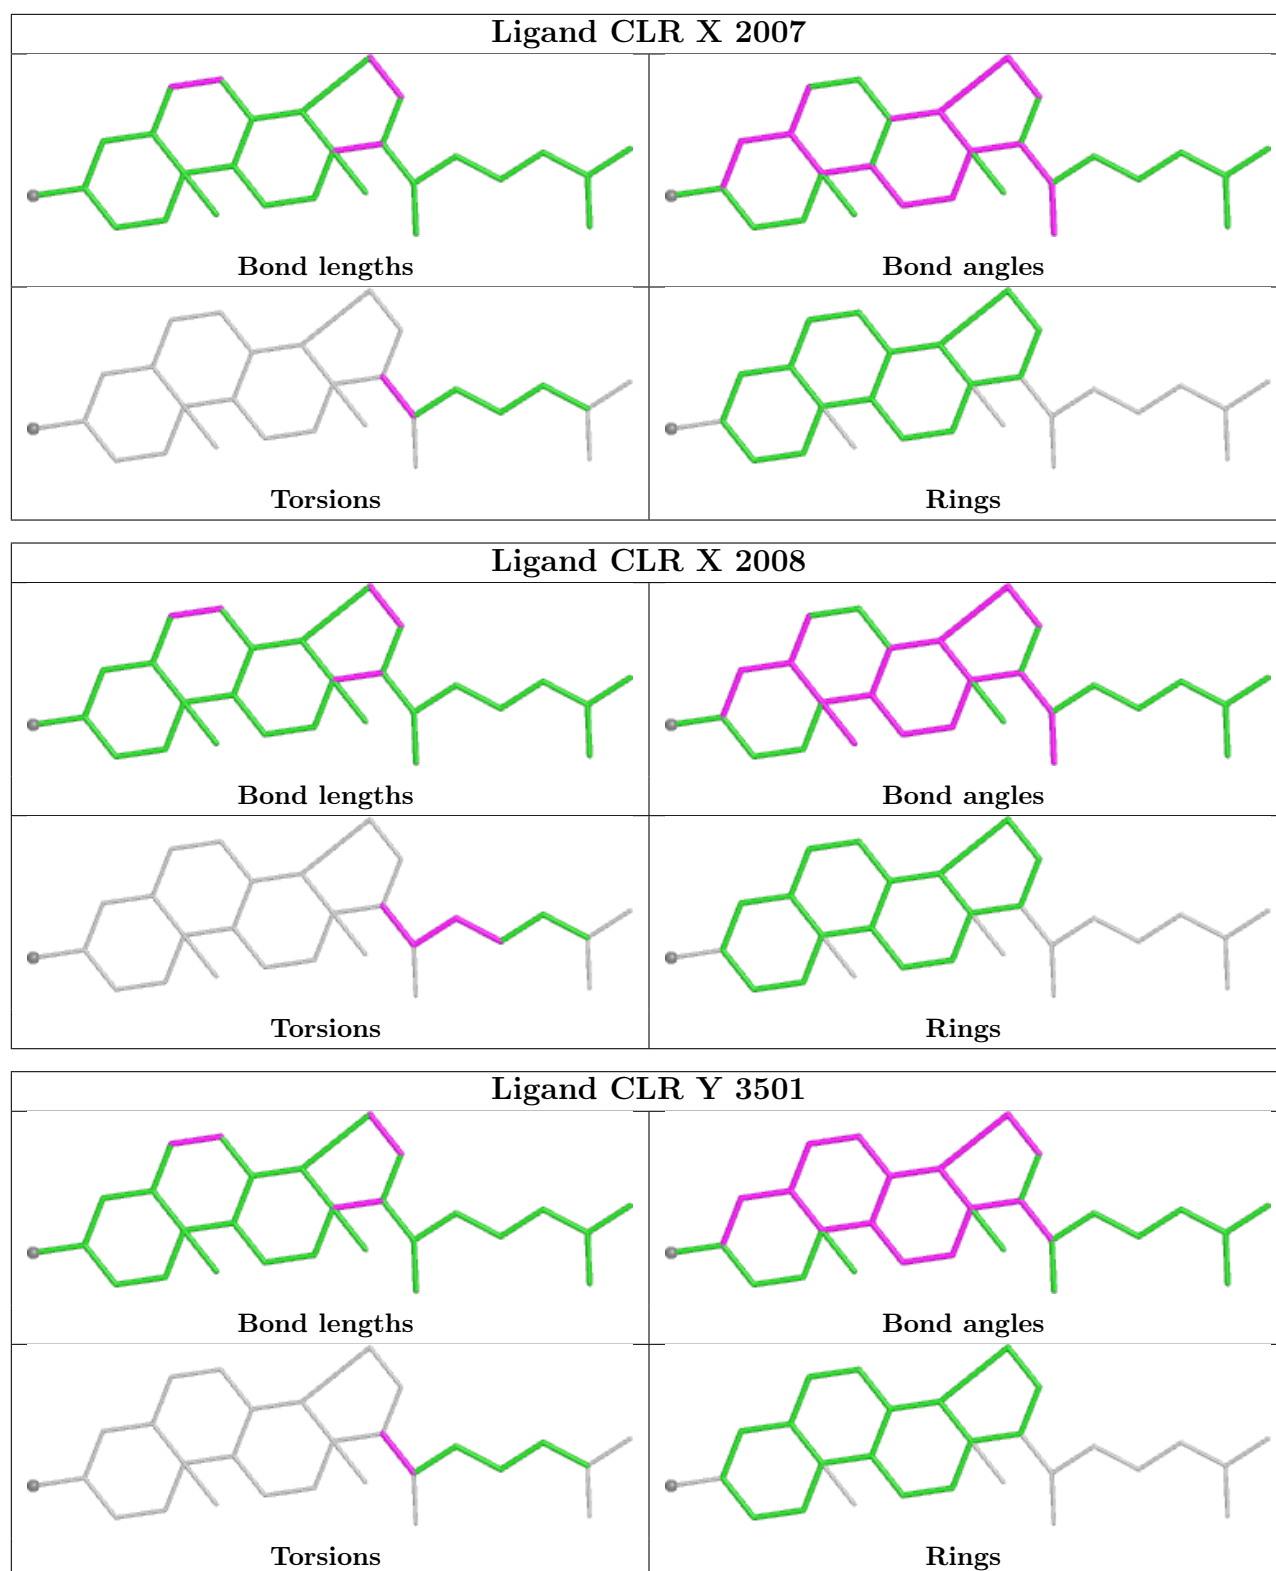 Ligand CLR X 2007
Bond lengths
Bond angles
Torsions
Rings
Ligand CLR X 2008
Bond lengths
Bond angles
Torsions
Rings
Ligand CLR Y 3501
Bond lengths
Bond angles
Torsions
Rings